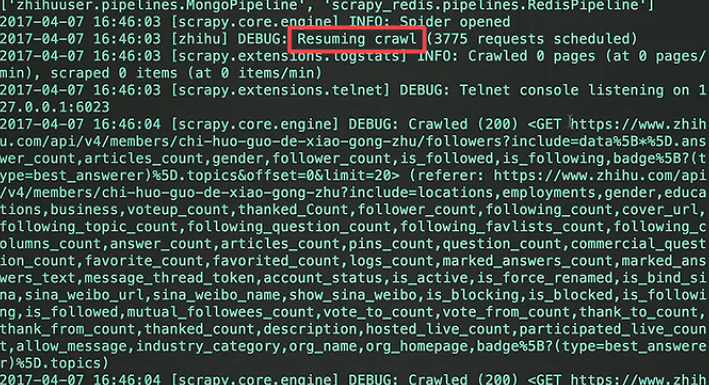 ['zhihuuser.pipelines.MongoPipeline', 'scrapy_redis.pipelines.RedisPipeline']
2017-04-07 16:46:03 [scrapy.core.engine] INFO: Spider opened
2017-04-07 16:46:03 [zhihu] DEBUG: Resuming crawl (3775 requests scheduled)
2017-04-07 16:46:03 [scrapy.extensions.logstats] INFO: Crawled 0 pages (at 0 pages/
min), scraped 0 items (at 0 items/min)
2017-04-07 16:46:03 [scrapy.extensions.telnet] DEBUG: Telnet console listening on 1
27.0.0.1:6023
2017-04-07 16:46:04 [scrapy.core.engine] DEBUG: Crawled (200) <GET https://www.zhih
u.com/api/v4/members/chi-huo-guo-de-xiao-gong-zhu/followers?include=data%5B*%5D.an
swer_count,articles_count,gender,follower_count,is_followed,is_following,badge%5B?(
type=best_answerer)%5D.topics&offset=0&limit=20> (referer: https://www.zhihu.com/ap
i/v4/members/chi-huo-guo-de-xiao-gong-zhu?include=locations,employments,gender,educa
tions,business,voteup_count,thanked_Count,follower_count,following_count,cover_url,
following_topic_count,following_question_count,following_favlists_count,following_c
olumns_count,answer_count,articles_count,pins_count,question_count,commercial_quest
ion_count,favorite_count,favorited_count,logs_count,marked_answers_count,marked_an
swers_text,message_thread_token,account_status,is_active,is_force_renamed,is_bind_si
na,sina_weibo_url,sina_weibo_name,show_sina_weibo,is_blocking,is_blocked,is_followi
ng,is_followed,mutual_followees_count,vote_to_count,vote_from_count,thank_to_count,
thank_from_count,thanked_count,description,hosted_live_count,participated_live_coun
t,allow_message,industry_category,org_name,org_homepage,badge%5B?(type=best_answere
r)%5D.topics)
2017-04-07 16:46:04 [scrapy.core.engine] DEBUG: Crawled (200) <GET https://www.zhih